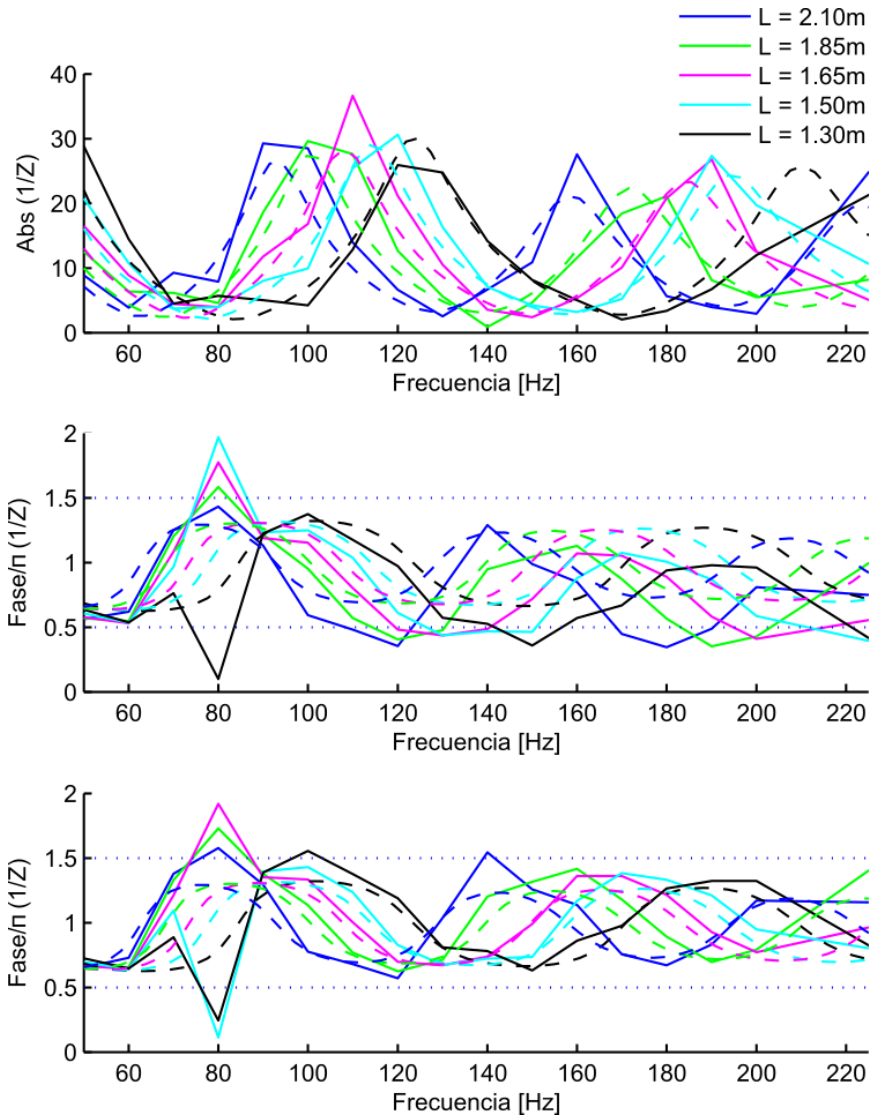 L = 2.10m
L = 1.85m
L = 1.65m
L = 1.50m
L = 1.30m
40
30
20
10
0
Abs (1/Z)
60 80 100 120 140 160 180 200 220
Frecuencia [Hz]
2
1.5
1
0.5
0
Fase/π (1/Z)
60 80 100 120 140 160 180 200 220
Frecuencia [Hz]
2
1.5
1
0.5
0
Fase/π (1/Z)
60 80 100 120 140 160 180 200 220
Frecuencia [Hz]